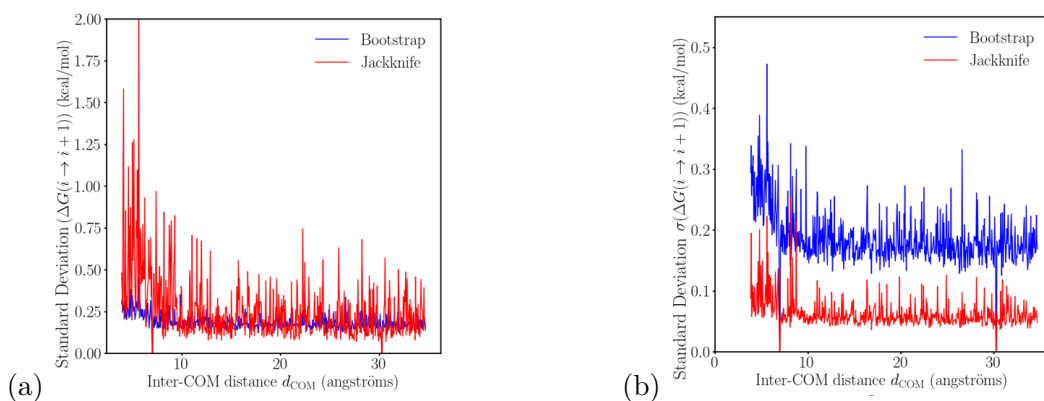 2.00
1.75
1.50
1.25
1.00
0.75
0.50
0.25
0.00
Standard Deviation (ΔG(i → i + 1)) (kcal/mol)
Bootstrap
Jackknife
10
20
30
Inter-COM distance d_COM (angströms)
(a)
0.5
0.4
0.3
0.2
0.1
0.0
Standard Deviation σ(ΔG(i → i + 1)) (kcal/mol)
Bootstrap
Jackknife
10
20
30
Inter-COM distance d_COM (angströms)
(b)